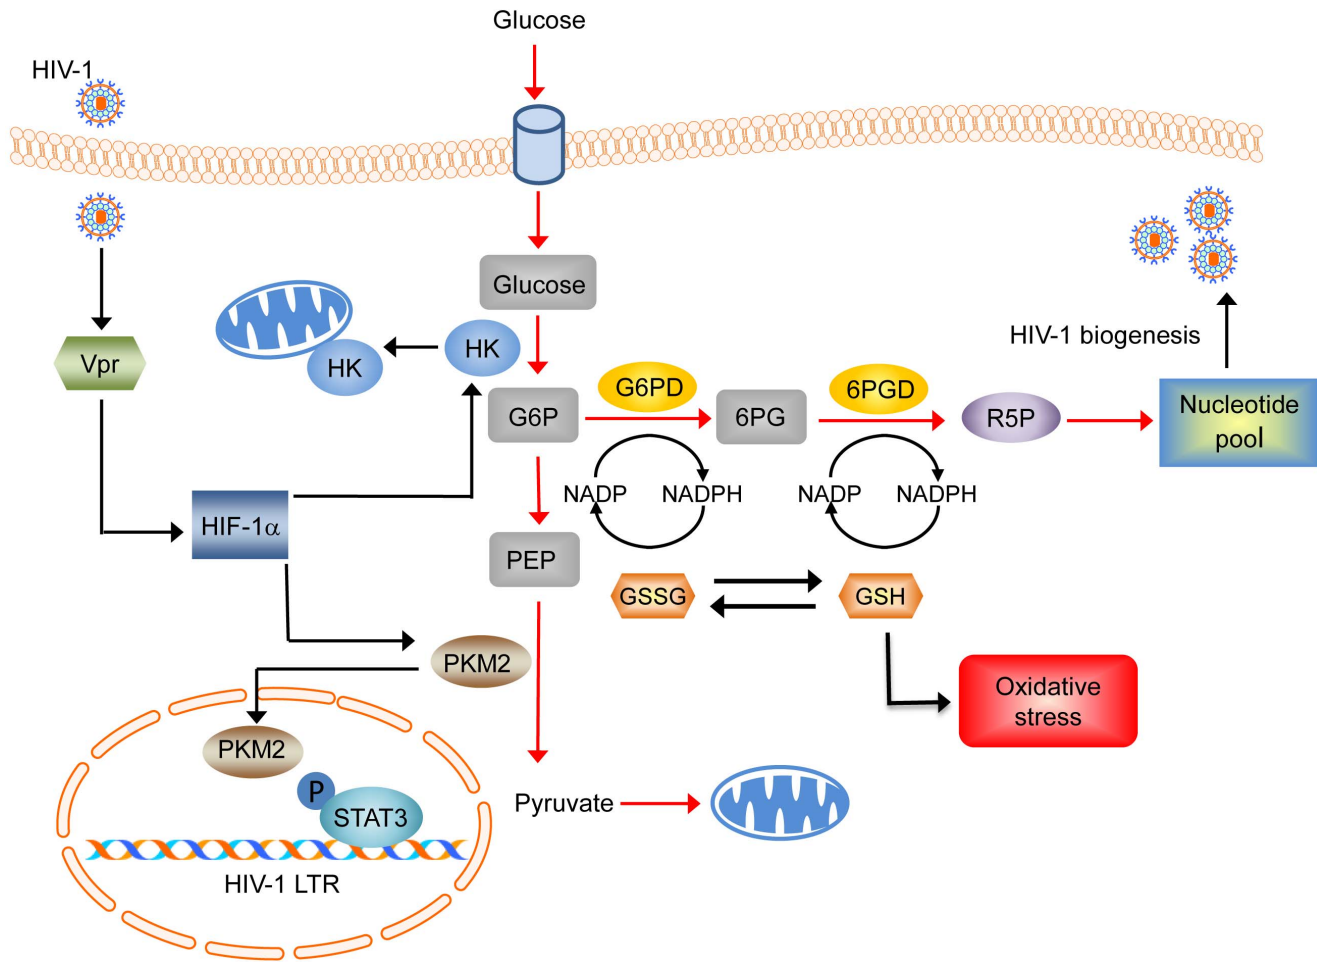 Glucose
HIV-1
Glucose
HK
HK
Vpr
G6PD
6PGD
G6P
6PG
R5P
HIV-1 biogenesis
Nucleotide
pool
NADP
NADPH
NADP
NADPH
HIF-1α
PEP
GSSG
GSH
PKM2
Oxidative
stress
PKM2
P
STAT3
Pyruvate
HIV-1 LTR